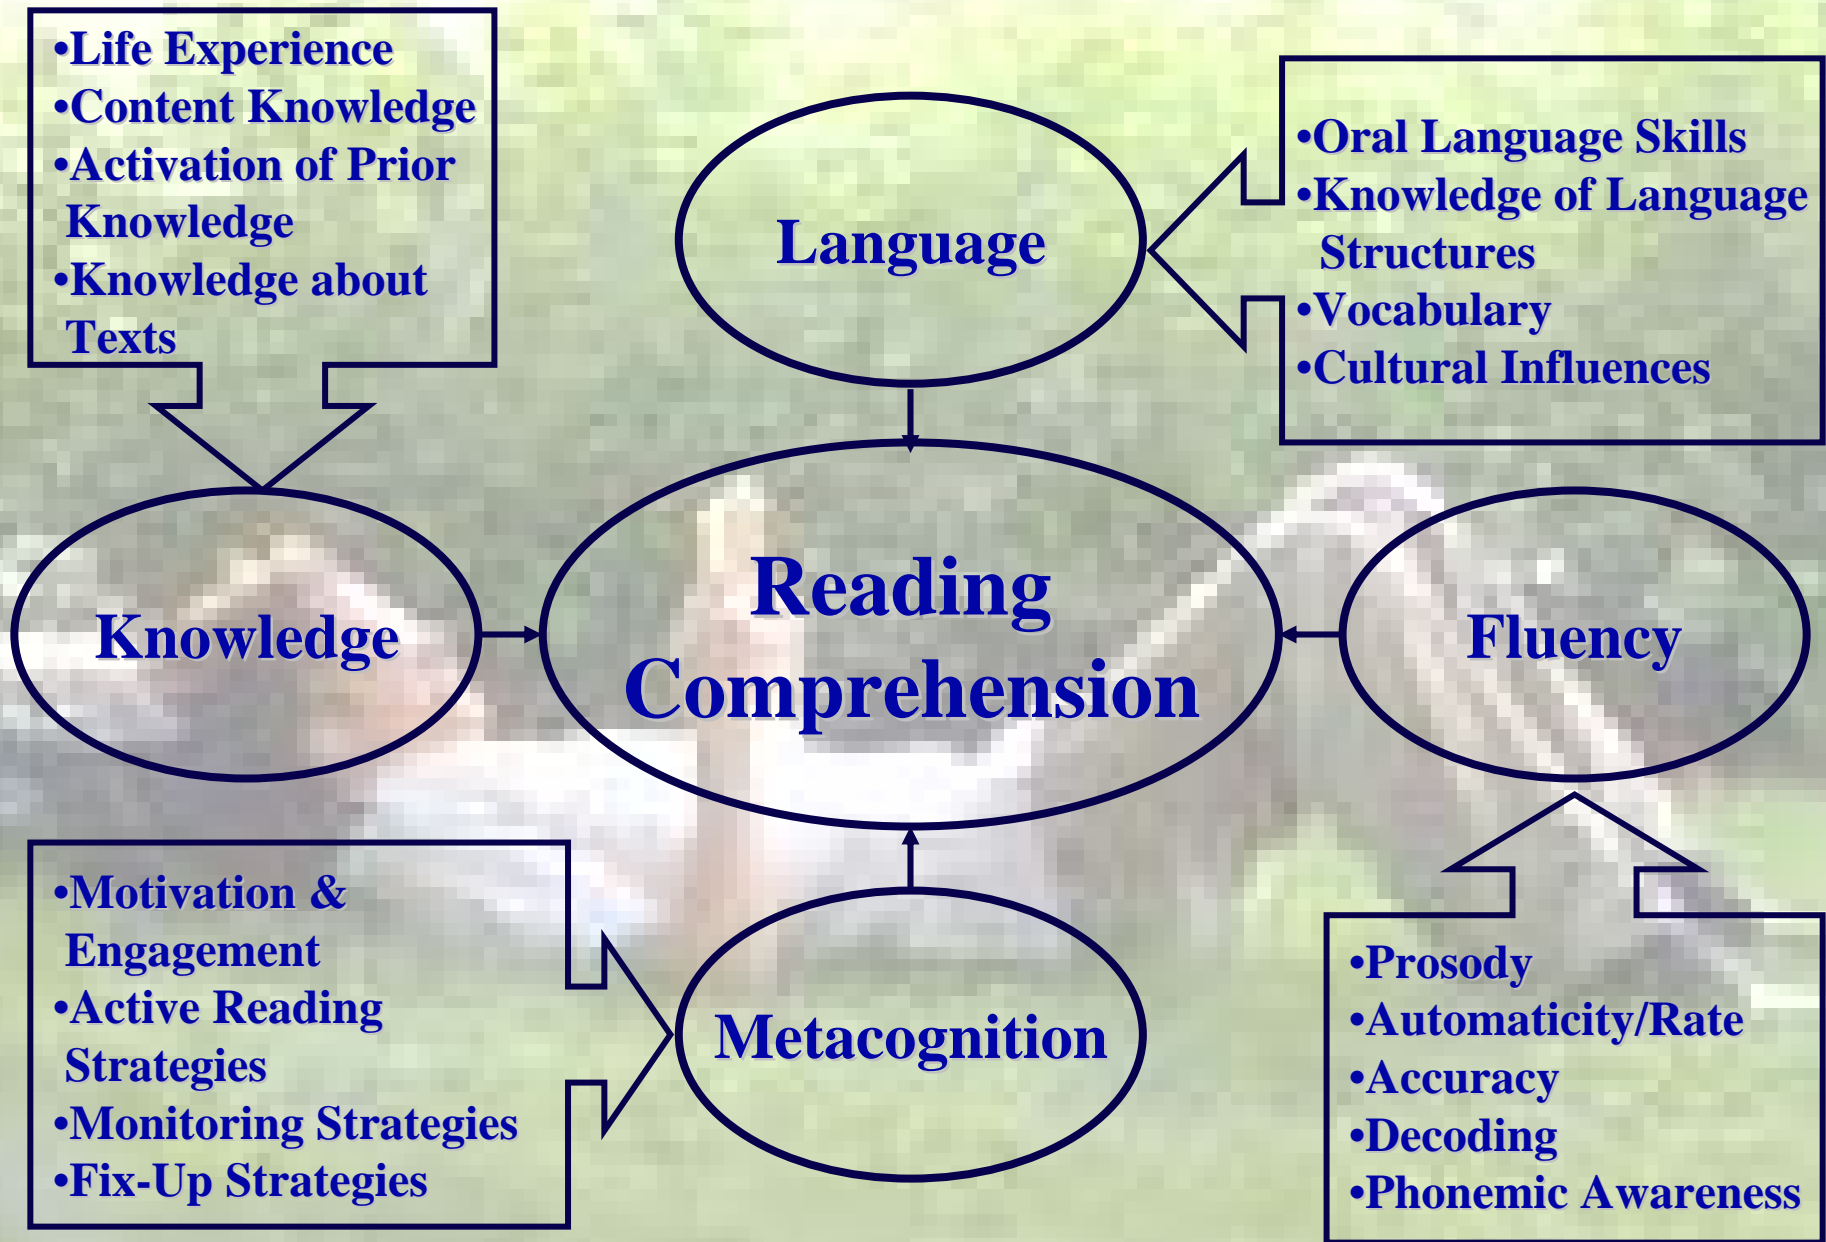 •Life Experience
•Content Knowledge
•Activation of Prior
Knowledge
•Knowledge about
Texts
Language
•Oral Language Skills
•Knowledge of Language
Structures
•Vocabulary
•Cultural Influences
Knowledge
Reading
Comprehension
Fluency
•Motivation &
Engagement
•Active Reading
Strategies
•Monitoring Strategies
•Fix-Up Strategies
Metacognition
•Prosody
•Automaticity/Rate
•Accuracy
•Decoding
•Phonemic Awareness